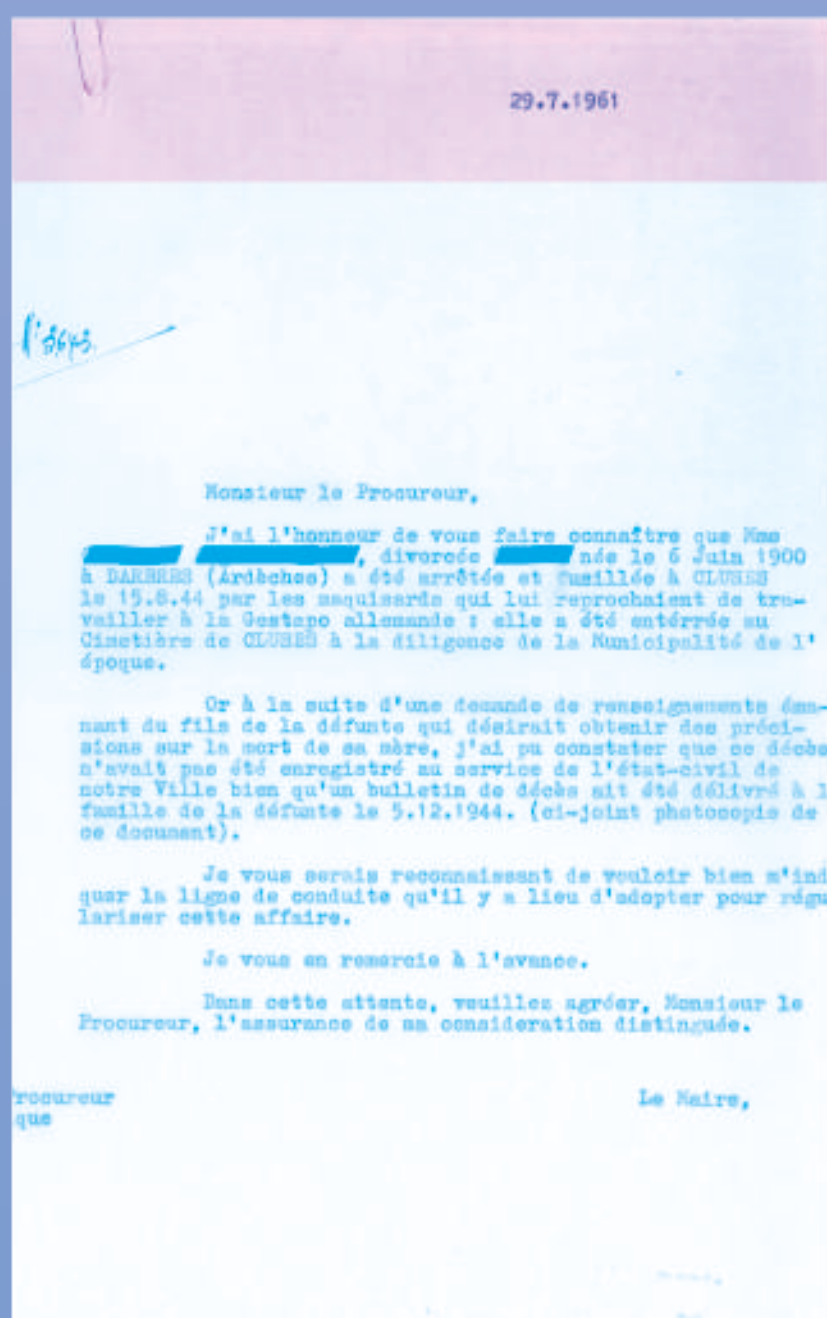 29.7.1961
Monsieur le Procureur,
J'ai l'honneur de vous faire connaître que Mme
, divorcée née le 6 Juin 1900
à DARBRES (Ardèches) a été arrêtée et fusillée à CLUSES
le 15.8.44 par les maquisards qui lui reprochaient de tra-
vailler à la Gestapo allemande : elle a été entérrée au
Cimetière de CLUSES à la diligence de la Municipalité de l'
époque.
Or à la suite d'une demande de renseignements éma-
nant du fils de la défunte qui désirait obtenir des préci-
sions sur la mort de sa mère, j'ai pu constater que ce décès
n'avait pas été enregistré au service de l'état-civil de
notre Ville bien qu'un bulletin de décès ait été délivré à l
famille de la défunte le 5.12.1944. (ci-joint photocopie de
ce document).
Je vous serais reconnaissant de vouloir bien m'ind
quer la ligne de conduite qu'il y a lieu d'adopter pour régu
lariser cette affaire.
Je vous en remercie à l'avance.
Dans cette attente, veuillez agréer, Monsieur le
Procureur, l'assurance de ma consideration distinguée.
rocureur
que
Le Maire,